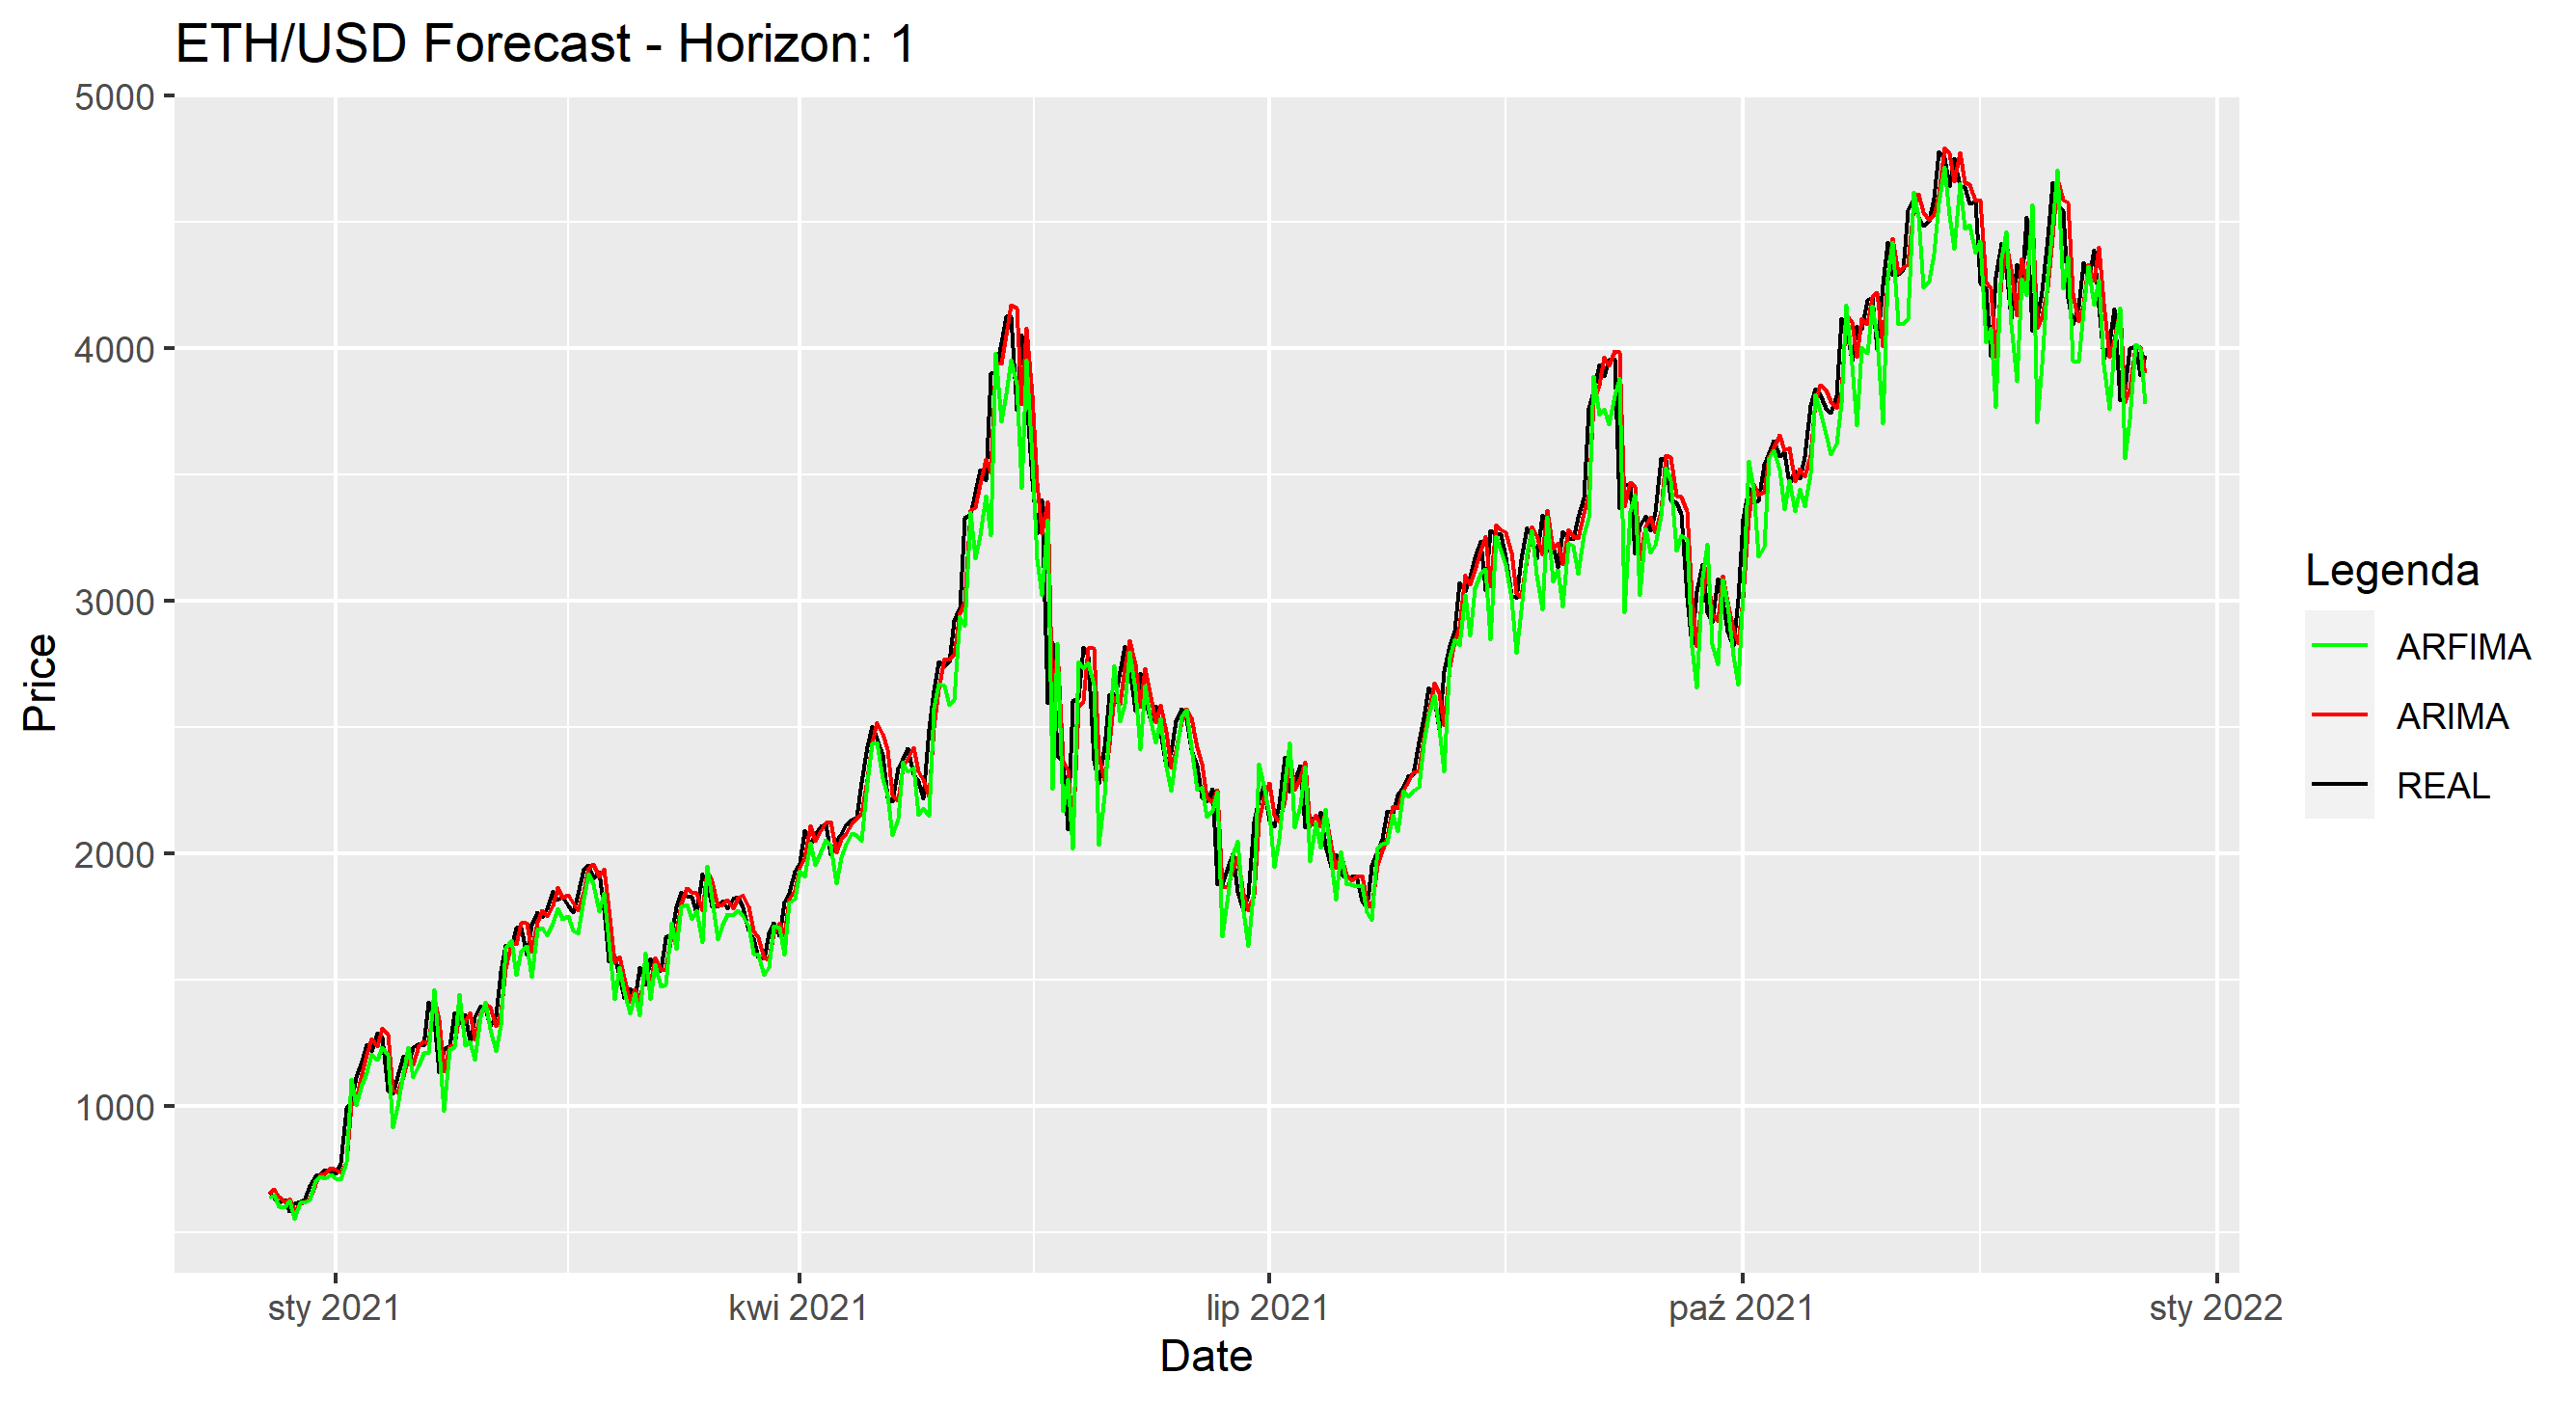 ETH/USD Forecast - Horizon: 1
5000
4000
3000
2000
1000
Price
sty 2021
kwi 2021
lip 2021
paź 2021
sty 2022
Date
Legenda
ARFIMA
ARIMA
REAL